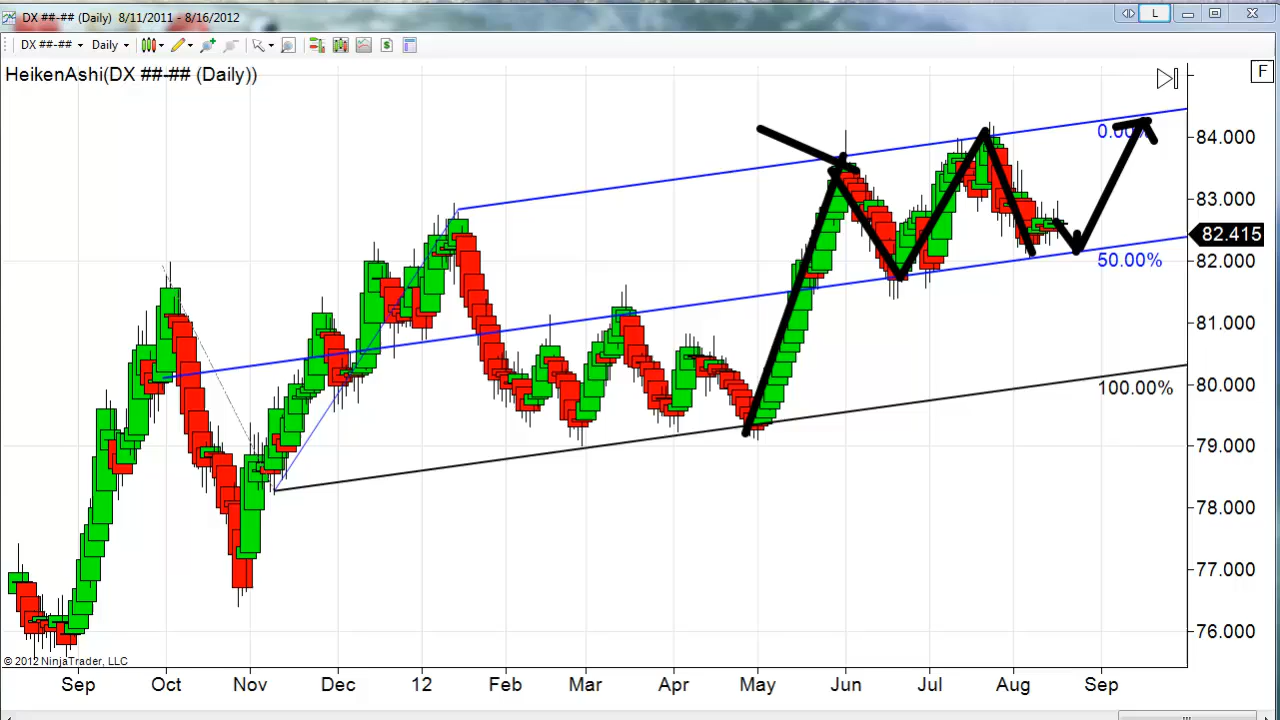 DX ##-## (Daily) 8/11/2011 - 8/16/2012
L
DX ##-## Daily
HeikenAshi(DX ##-## (Daily))
F
84.000
83.000
82.415
82.000
81.000
80.000
79.000
78.000
77.000
76.000
50.00%
100.00%
© 2012 NinjaTrader, LLC
Sep Oct Nov Dec 12 Feb Mar Apr May Jun Jul Aug Sep